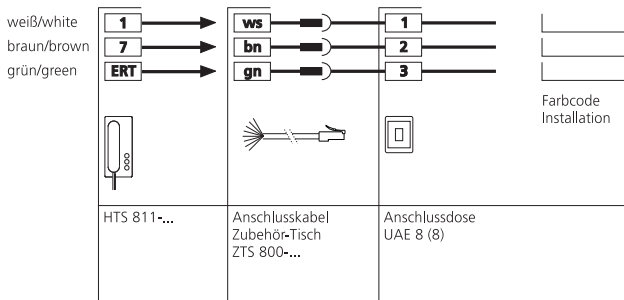 weiß/white 1 ws 1
braun/brown 7 bn 2
grün/green ERT gn 3
Farbcode
Installation
HTS 811-...
Anschlusskabel
Zubehör-Tisch
ZTS 800-...
Anschlussdose
UAE 8 (8)